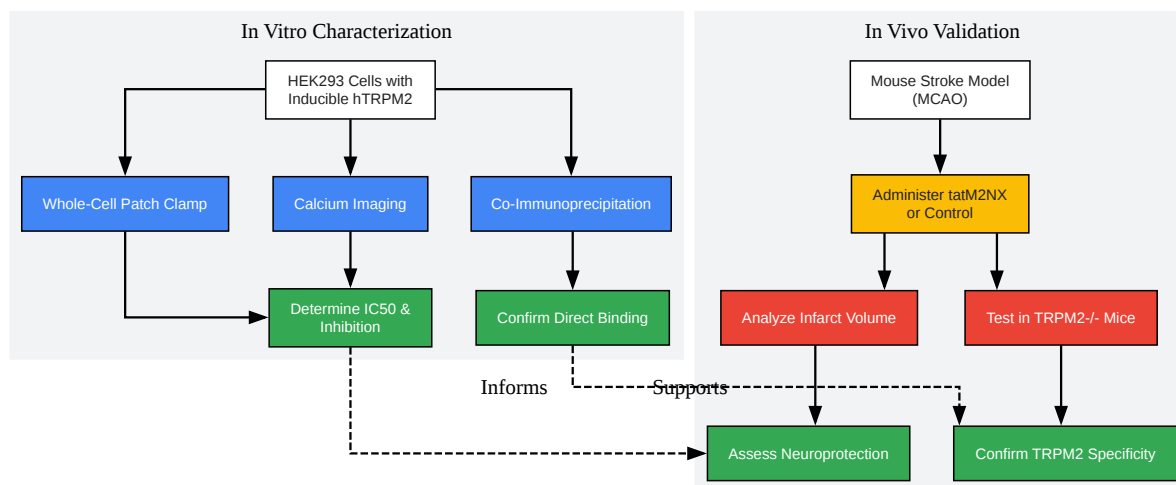 In Vitro Characterization
In Vivo Validation
HEK293 Cells with
Inducible hTRPM2
Mouse Stroke Model
(MCAO)
Whole-Cell Patch Clamp
Calcium Imaging
Co-Immunoprecipitation
Administer tatM2NX
or Control
Determine IC50 &
Inhibition
Confirm Direct Binding
Analyze Infarct Volume
Test in TRPM2-/- Mice
Informs
Supports
Assess Neuroprotection
Confirm TRPM2 Specificity